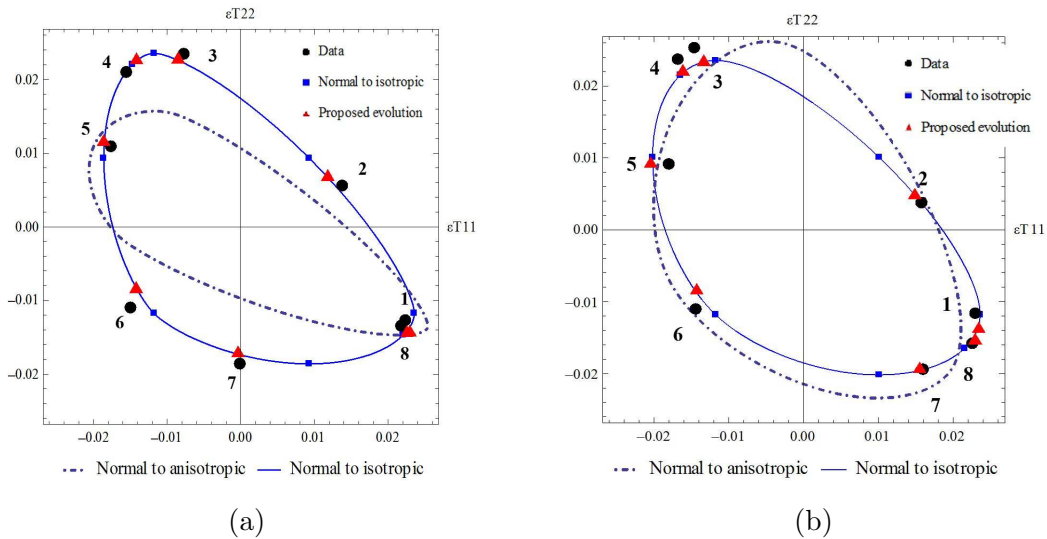 εT22
Data
Normal to isotropic
Proposed evolution
εT11
0.02
0.01
0.00
−0.01
−0.02
−0.02
−0.01
0.00
0.01
0.02
1
2
3
4
5
6
7
8
Normal to anisotropic
Normal to isotropic
(a)
εT22
Data
Normal to isotropic
Proposed evolution
εT11
0.02
0.01
0.00
−0.01
−0.02
−0.02
−0.01
0.00
0.01
0.02
1
2
3
4
5
6
7
8
Normal to anisotropic
Normal to isotropic
(b)